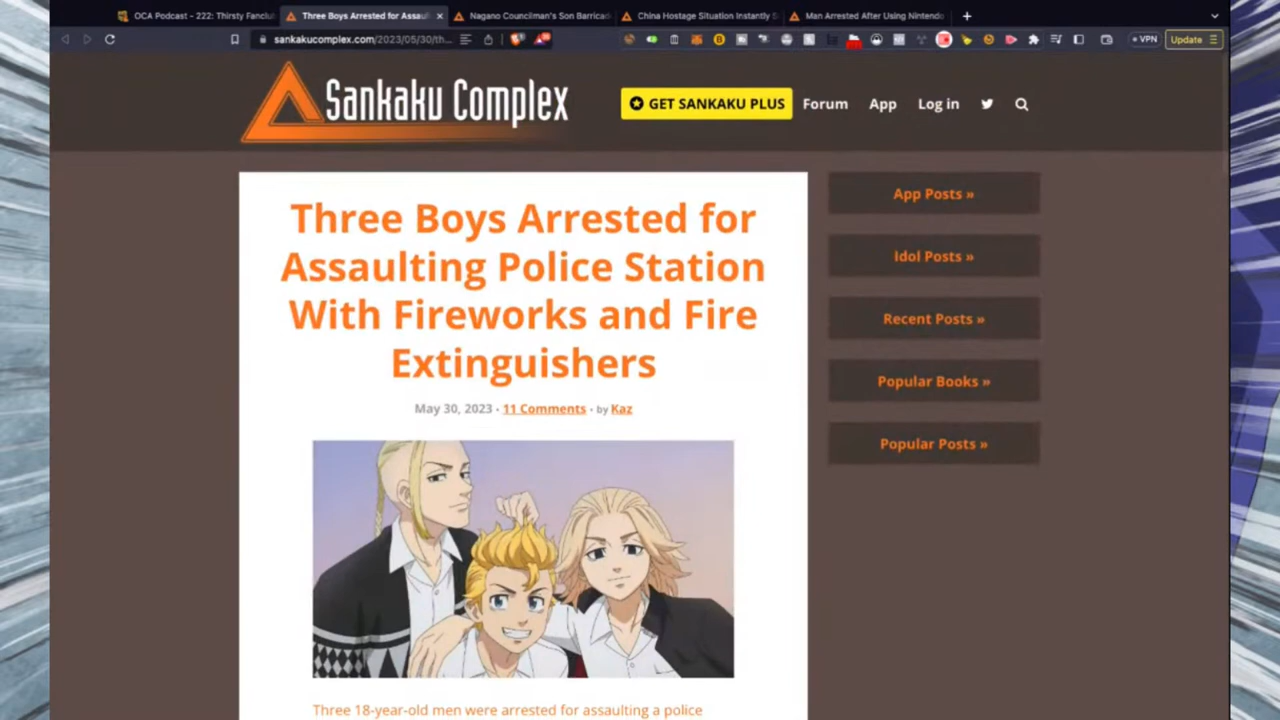 OCA Podcast - 222: Thirsty Fanclu
Three Boys Arrested for Assau
Nagano Councilman's Son Barricad
China Hostage Situation Instantly S
Man Arrested After Using Nintendo
sankakucomplex.com/2023/05/30/th...
VPN
Update
Sankaku Complex
GET SANKAKU PLUS
Forum
App
Log in
Three Boys Arrested for
Assaulting Police Station
With Fireworks and Fire
Extinguishers
May 30, 2023 · 11 Comments · by Kaz
App Posts »
Idol Posts »
Recent Posts »
Popular Books »
Popular Posts »
Three 18-year-old men were arrested for assaulting a police